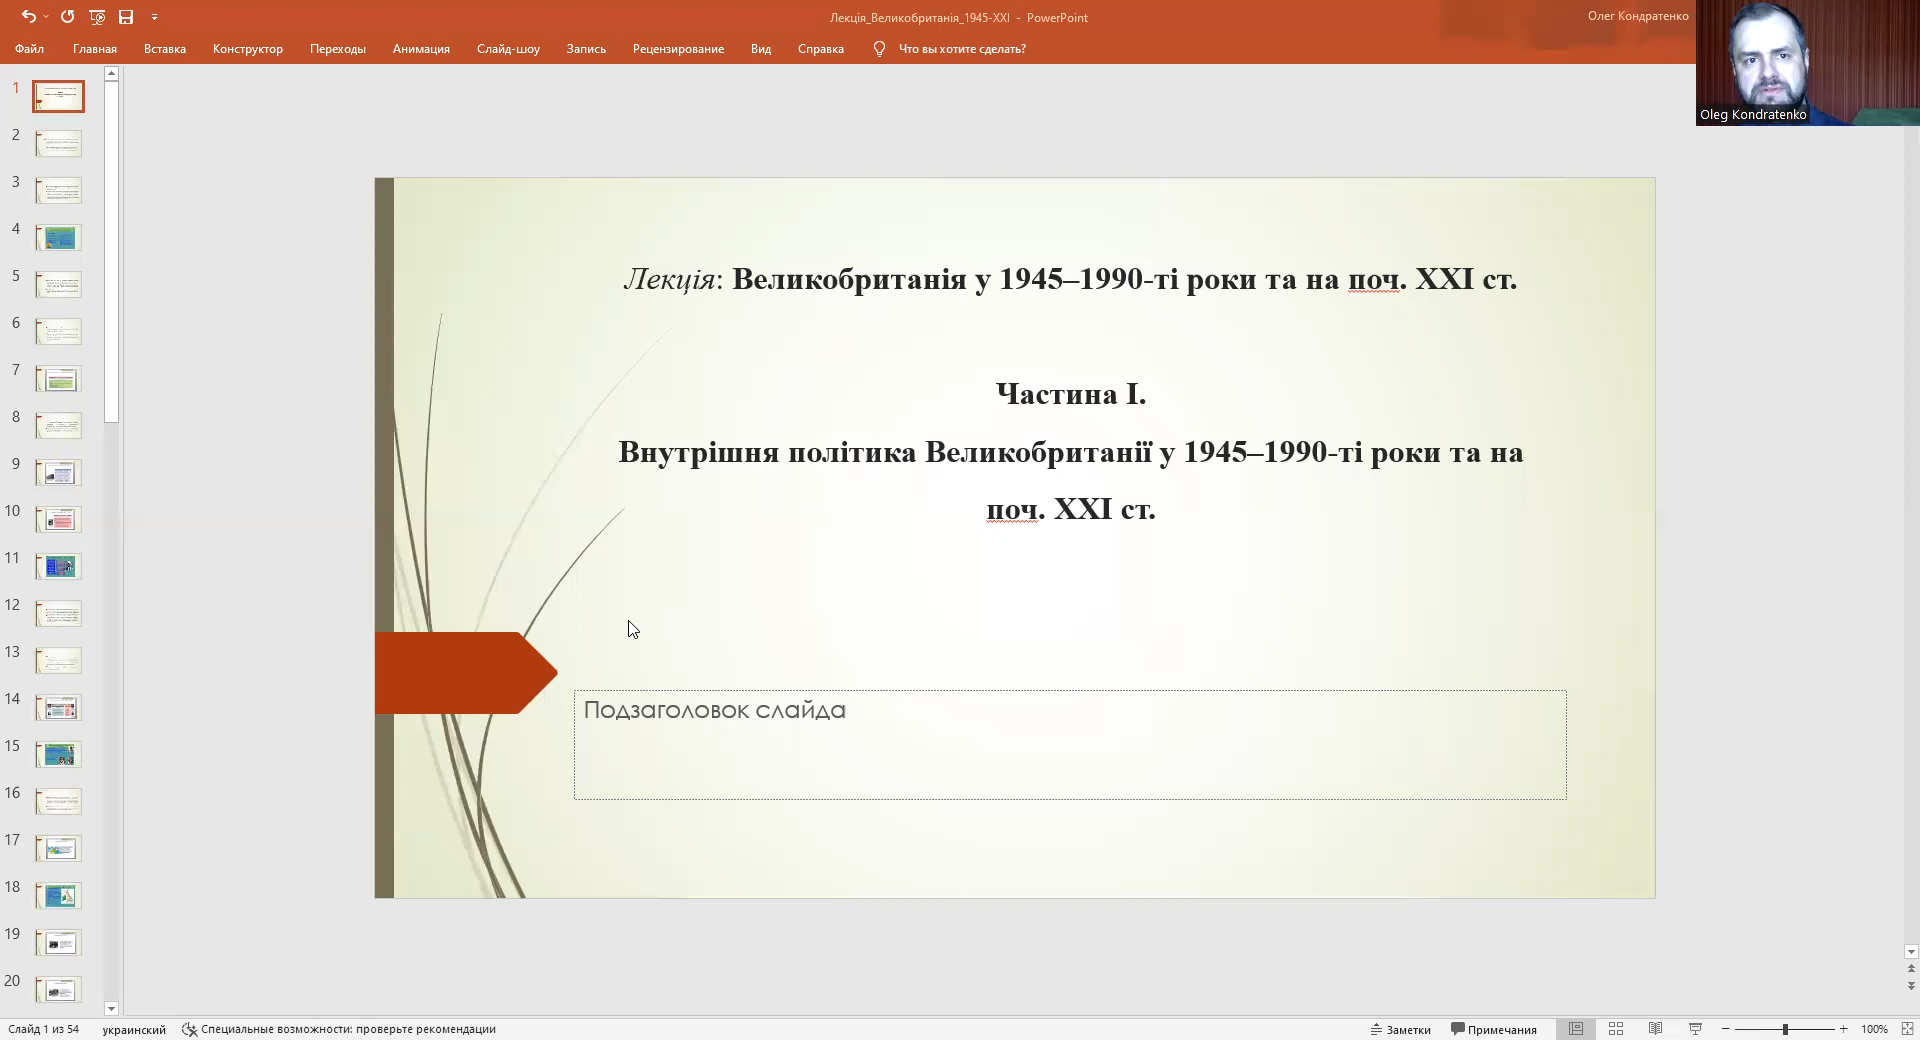 Лекція_Великобританія_1945-XXI - PowerPoint
Олег Кондратенко
Файл Главная Вставка Конструктор Переходы Анимация Слайд-шоу Запись Рецензирование Вид Справка Что вы хотите сделать?
Oleg Kondratenko
1
2
3
4
5
6
7
8
9
10
11
12
13
14
15
16
17
18
19
20
Лекція: Великобританія у 1945–1990-ті роки та на поч. XXI ст.
Частина I.
Внутрішня політика Великобританії у 1945–1990-ті роки та на
поч. XXI ст.
Подзаголовок слайда
Слайд 1 из 54 украинский Специальные возможности: проверьте рекомендации Заметки Примечания 100%